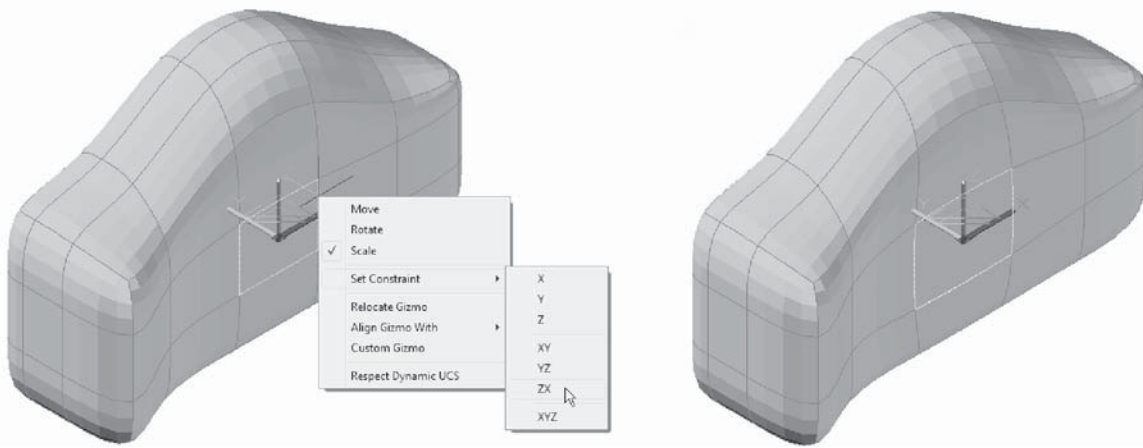 Move
Rotate
Scale
Set Constraint
Relocate Gizmo
Align Gizmo With
Custom Gizmo
Respect Dynamic UCS
X
Y
Z
XY
YZ
ZX
XYZ